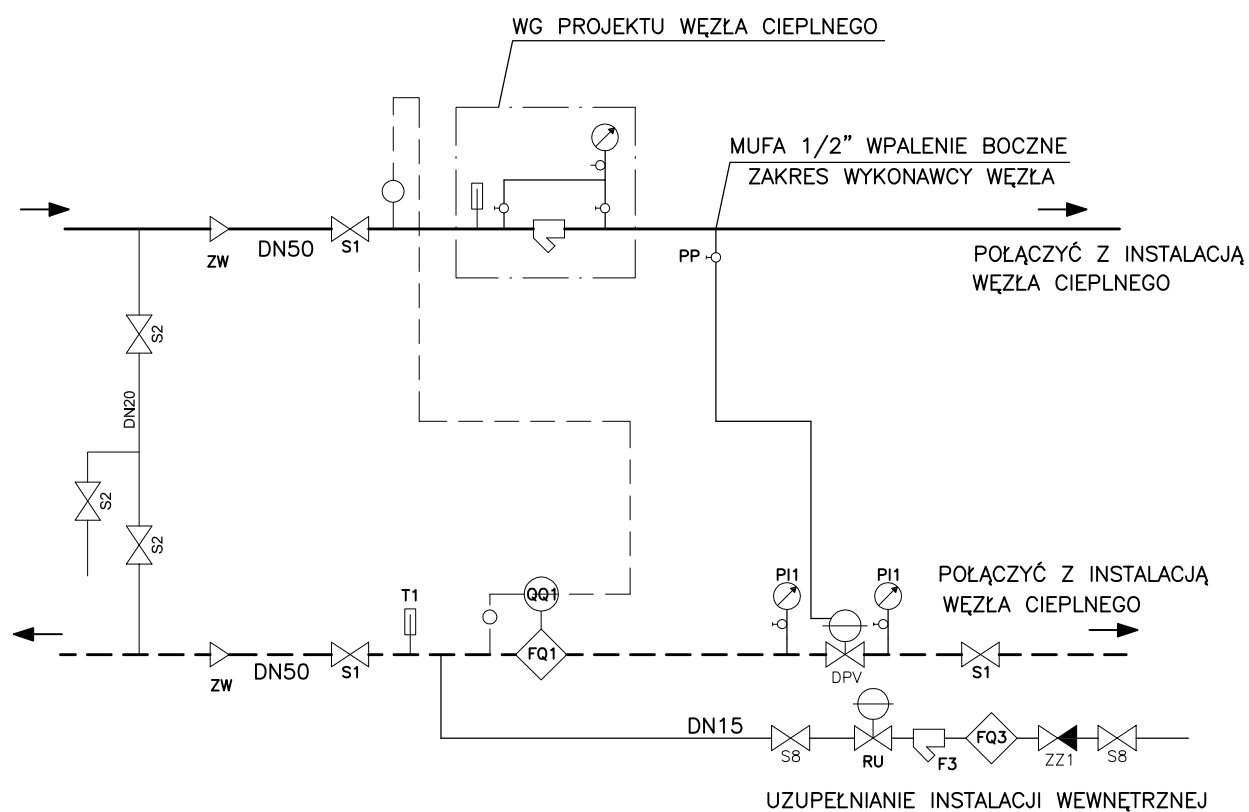 WG PROJEKTU WĘZŁA CIEPLNEGO
MUFA 1/2” WPALENIE BOCZNE
ZAKRES WYKONAWCY WĘZŁA
ZW
DN50
S1
PP
POŁĄCZYĆ Z INSTALACJĄ
WĘZŁA CIEPLNEGO
S2
DN20
S2
S2
T1
QQ1
PI1
PI1
POŁĄCZYĆ Z INSTALACJĄ
WĘZŁA CIEPLNEGO
ZW
DN50
S1
FQ1
DPV
S1
DN15
S8
RU
F3
FQ3
ZZ1
S8
UZUPEŁNIANIE INSTALACJI WEWNĘTRZNEJ